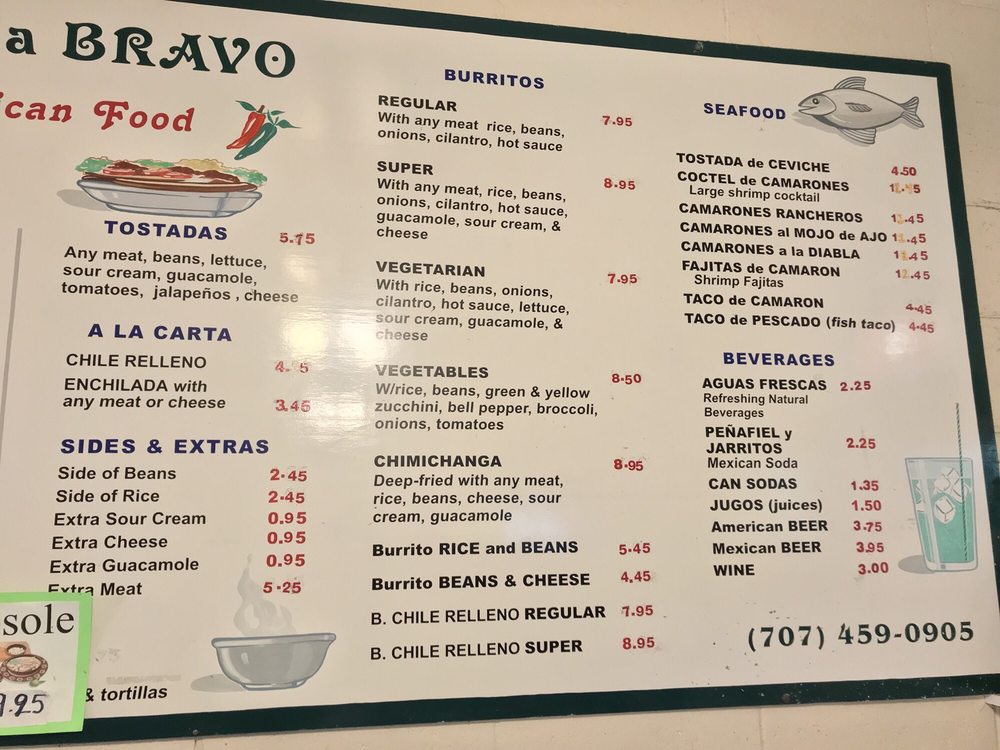 a BRAVO
ican Food
TOSTADAS 5.75
Any meat, beans, lettuce,
sour cream, guacamole,
tomatoes, jalapeños , cheese
A LA CARTA
CHILE RELLENO
ENCHILADA with
any meat or cheese 3.45
SIDES & EXTRAS
Side of Beans 2.45
Side of Rice 2.45
Extra Sour Cream 0.95
Extra Cheese 0.95
Extra Guacamole 0.95
Extra Meat 5.25
sole
9.25
& tortillas
BURRITOS
REGULAR
With any meat rice, beans, 7.95
onions, cilantro, hot sauce
SUPER
With any meat, rice, beans, 8.95
onions, cilantro, hot sauce,
guacamole, sour cream, &
cheese
VEGETARIAN
With rice, beans, onions, 7.95
cilantro, hot sauce, lettuce,
sour cream, guacamole, &
cheese
VEGETABLES 8.50
W/rice, beans, green & yellow
zucchini, bell pepper, broccoli,
onions, tomatoes
CHIMICHANGA 8.95
Deep-fried with any meat,
rice, beans, cheese, sour
cream, guacamole
Burrito RICE and BEANS 5.45
Burrito BEANS & CHEESE 4.45
B. CHILE RELLENO REGULAR 7.95
B. CHILE RELLENO SUPER 8.95
SEAFOOD
TOSTADA de CEVICHE 4.50
COCTEL de CAMARONES
Large shrimp cocktail
CAMARONES RANCHEROS
CAMARONES al MOJO de AJO
CAMARONES a la DIABLA
FAJITAS de CAMARON
Shrimp Fajitas
TACO de CAMARON 4.45
TACO de PESCADO (fish taco) 4.45
BEVERAGES
AGUAS FRESCAS 2.25
Refreshing Natural
Beverages
PEÑAFIEL y
JARRITOS 2.25
Mexican Soda
CAN SODAS 1.35
JUGOS (juices) 1.50
American BEER 3.75
Mexican BEER 3.95
WINE 3.00
(707) 459-0905